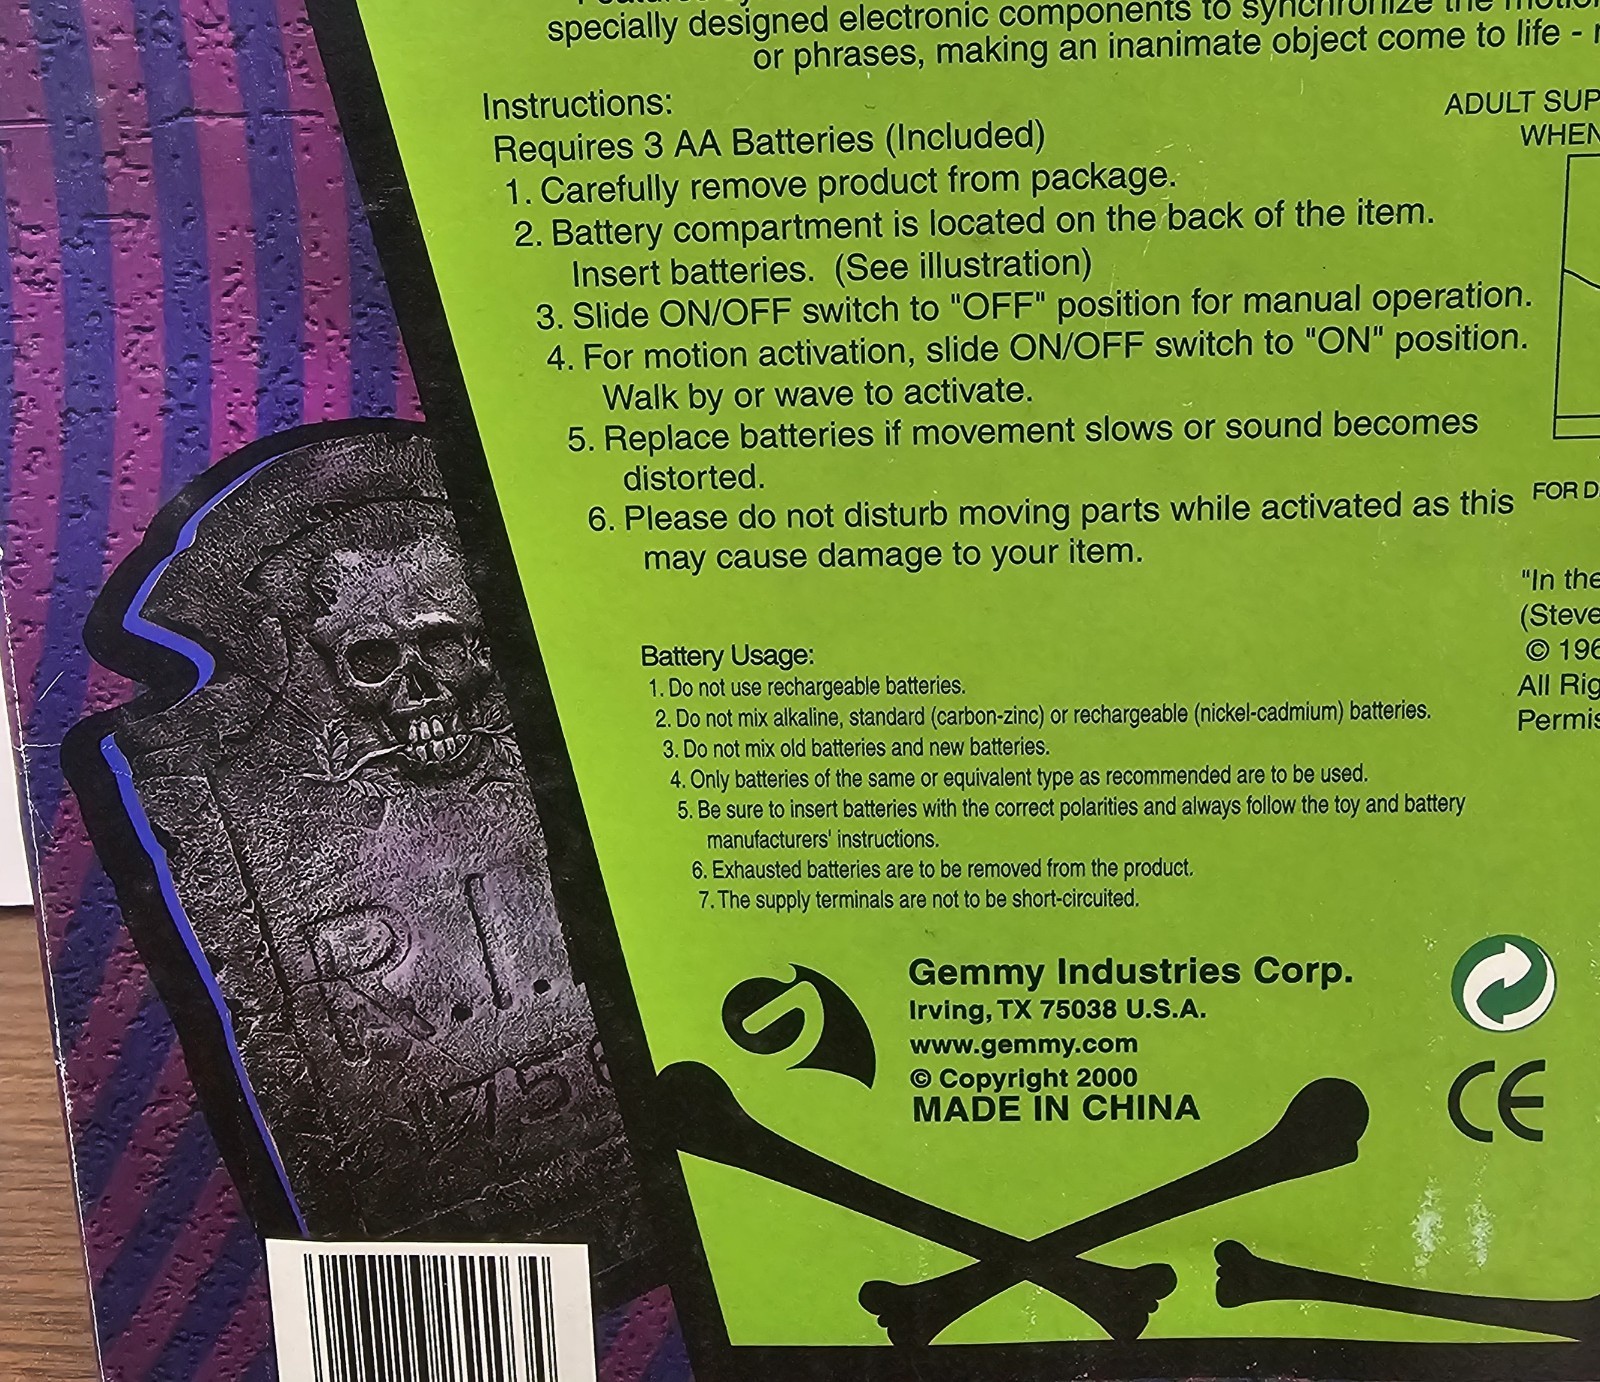 specially designed electronic components to synchronize the
or phrases, making an inanimate object come to life -
Instructions:
Requires 3 AA Batteries (Included)
1. Carefully remove product from package.
2. Battery compartment is located on the back of the item.
Insert batteries. (See illustration)
3. Slide ON/OFF switch to "OFF" position for manual operation.
4. For motion activation, slide ON/OFF switch to "ON" position.
Walk by or wave to activate.
5. Replace batteries if movement slows or sound becomes
distorted.
6. Please do not disturb moving parts while activated as this
may cause damage to your item.
ADULT
WHEN
FOR
"In the
(Steve
©
All
Battery Usage:
1. Do not use rechargeable batteries.
2. Do not mix alkaline, standard (carbon-zinc) or rechargeable (nickel-cadmium) batteries.
3. Do not mix old batteries and new batteries.
4. Only batteries of the same or equivalent type as recommended are to be used.
5. Be sure to insert batteries with the correct polarities and always follow the toy and battery
manufacturers' instructions.
6. Exhausted batteries are to be removed from the product.
7. The supply terminals are not to be short-circuited.
R.I.
Gemmy Industries Corp.
Irving, TX 75038 U.S.A.
www.gemmy.com
© Copyright 2000
MADE IN CHINA
CE